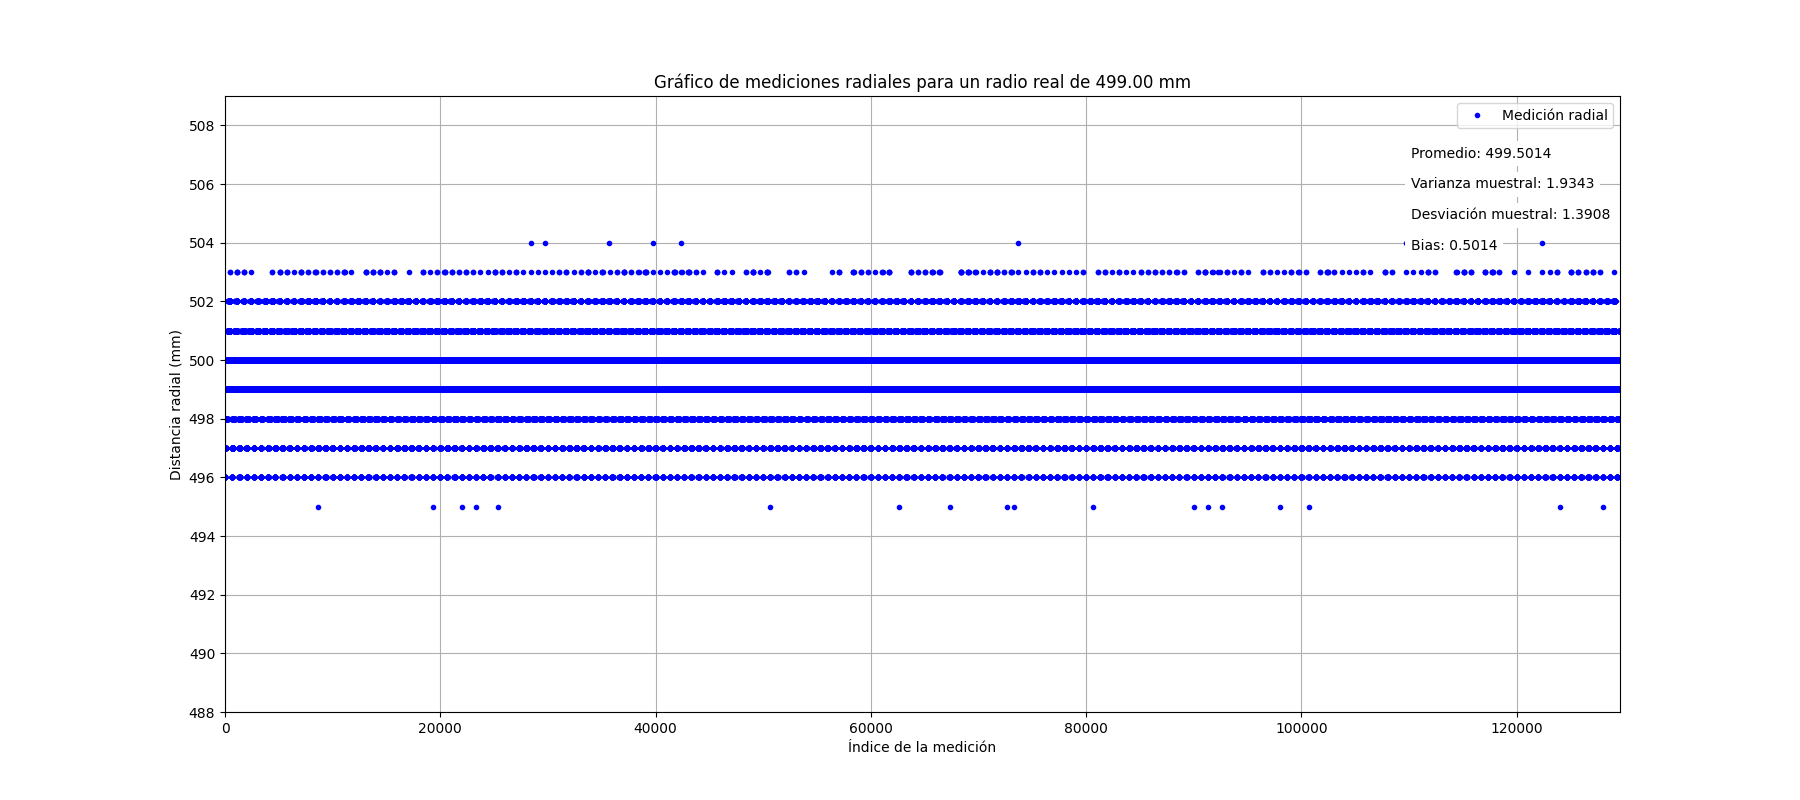 Gráfico de mediciones radiales para un radio real de 499.00 mm
Medición radial
Promedio: 499.5014
Varianza muestral: 1.9343
Desviación muestral: 1.3908
Bias: 0.5014
Distancia radial (mm)
508
506
504
502
500
498
496
494
492
490
488
0 20000 40000 60000 80000 100000 120000
Índice de la medición